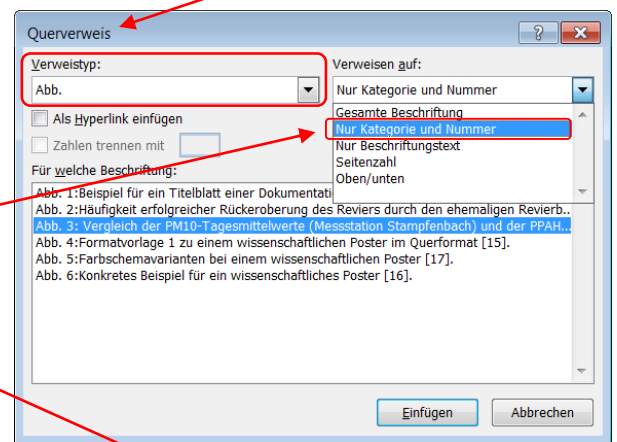 Querverweis
Verweistyp:
Verweisen auf:
Abb.
Nur Kategorie und Nummer
Als Hyperlink einfügen
Gesamte Beschriftung
Nur Kategorie und Nummer
Zahlen trennen mit
Nur Beschriftungstext
Seitenzahl
Oben/unten
Für welche Beschriftung:
Abb. 1:Beispiel für ein Titelblatt einer Dokumentati
Abb. 2:Häufigkeit erfolgreicher Rückeroberung des Reviers durch den ehemaligen Revierb...
Abb. 3: Vergleich der PM10-Tagesmittelwerte (Messstation Stampfenbach) und der PPAH...
Abb. 4:Formatvorlage 1 zu einem wissenschaftlichen Poster im Querformat [15].
Abb. 5:Farbschemavarianten bei einem wissenschaftlichen Poster [17].
Abb. 6:Konkretes Beispiel für ein wissenschaftliches Poster [16].
Einfügen
Abbrechen